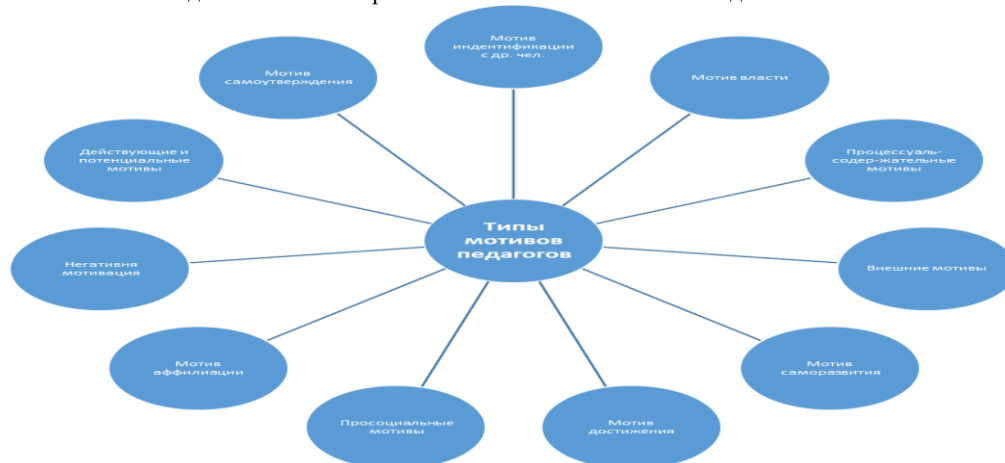 Мотив
индентификации
с др. чел.
Мотив власти
Процессуаль-
содер-жательные
мотивы
Внешние мотивы
Мотив
саморазвития
Мотив
достижения
Просоциальные
мотивы
Мотив
аффилиации
Негативня
мотивация
Действующие и
потенциальные
мотивы
Мотив
самоутверждения
Типы
мотивов
педагогов